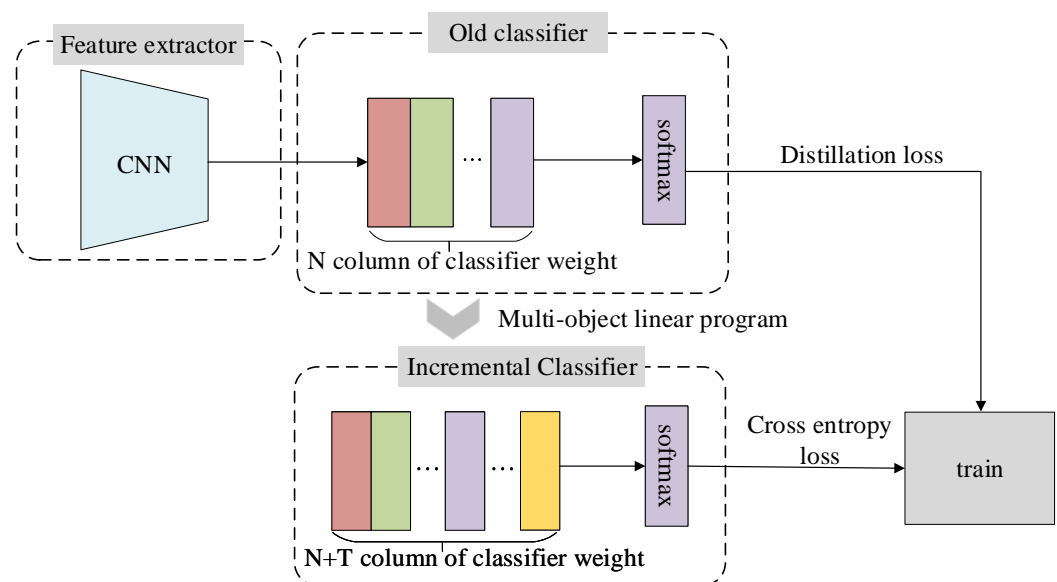 Old classifier
Feature extractor
CNN
...
softmax
Distillation loss
N column of classifier weight
Multi-object linear program
Incremental Classifier
... ...
softmax
Cross entropy
loss
train
N+T column of classifier weight